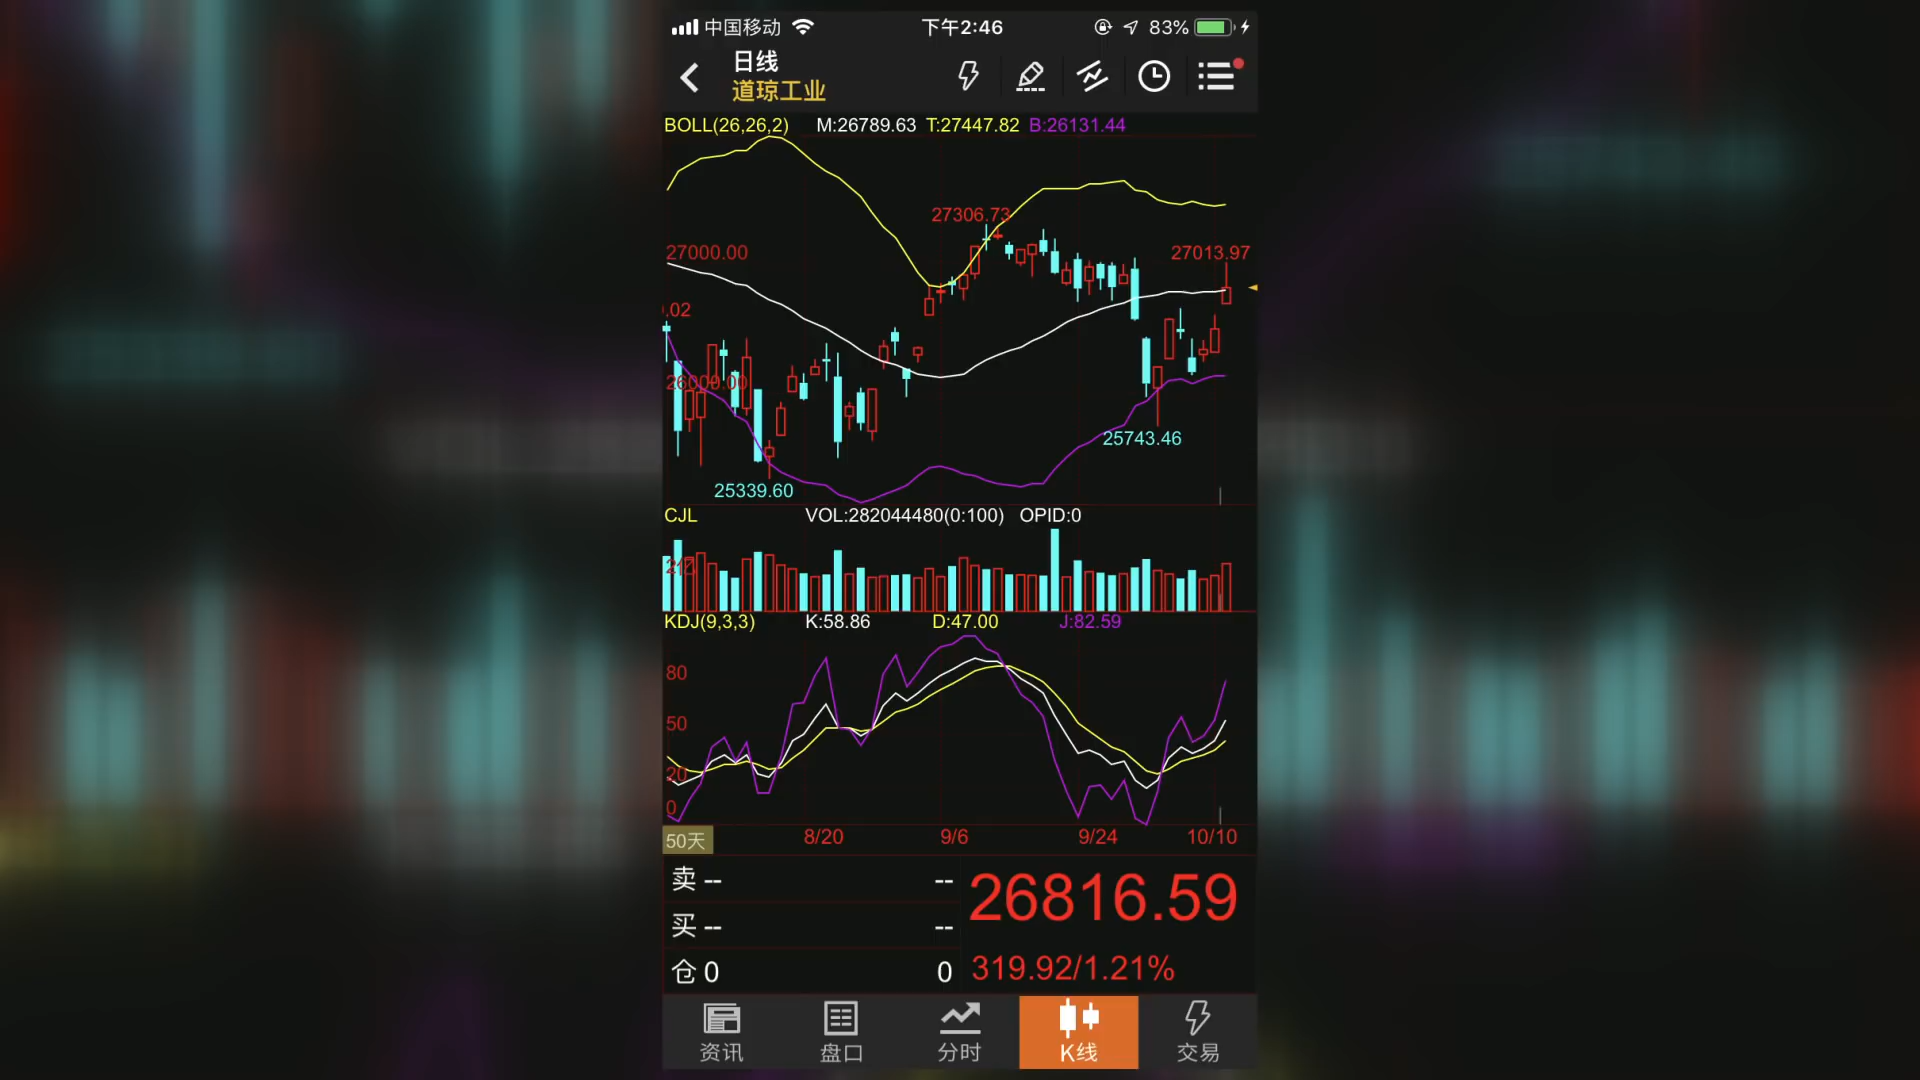 中国移动 下午2:46 83%
日线
道琼工业
BOLL(26,26,2) M:26789.63 T:27447.82 B:26131.44
27306.73
27000.00 27013.97
.02
26000.00
25743.46
25339.60
CJL VOL:282044480(0:100) OPID:0
2亿
KDJ(9,3,3) K:58.86 D:47.00 J:82.59
80
50
20
0
50天 8/20 9/6 9/24 10/10
卖 -- --
26816.59
买 -- --
仓 0 0
319.92/1.21%
资讯 盘口 分时 K线 交易